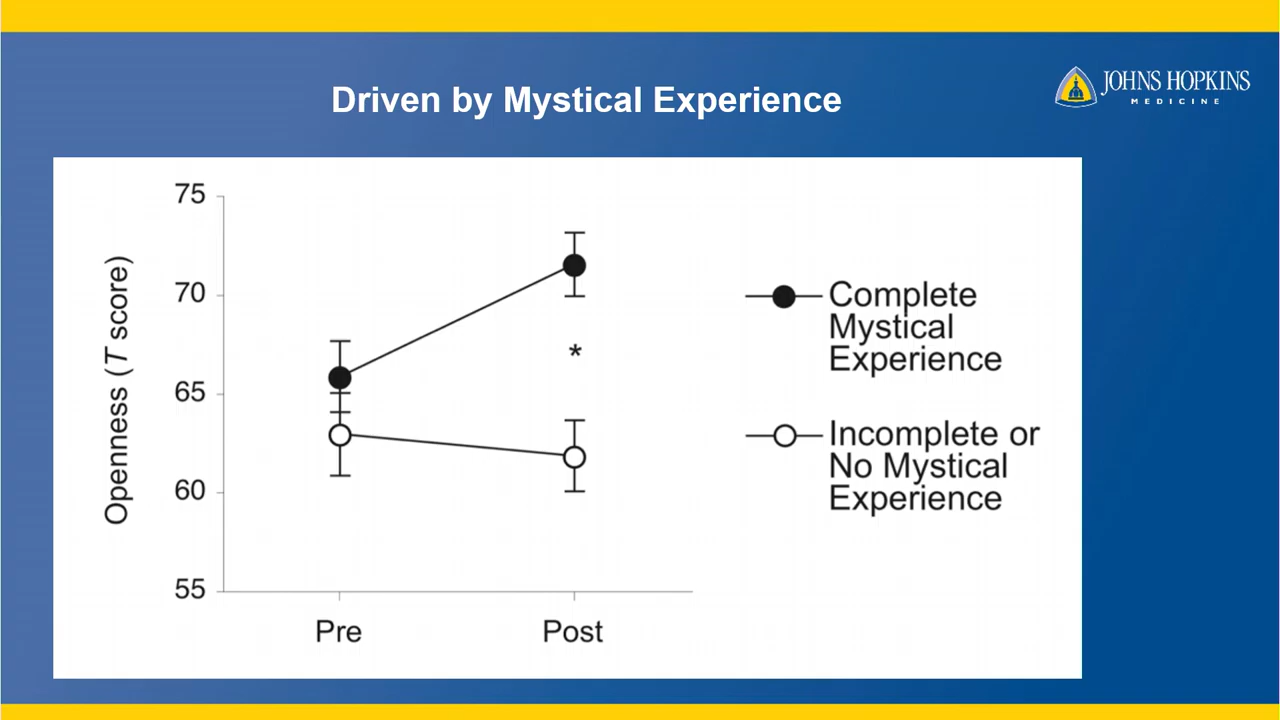 Driven by Mystical Experience
JOHNS HOPKINS
MEDICINE
75
70
65
60
55
Openness (T score)
*
Pre
Post
Complete
Mystical
Experience
Incomplete or
No Mystical
Experience